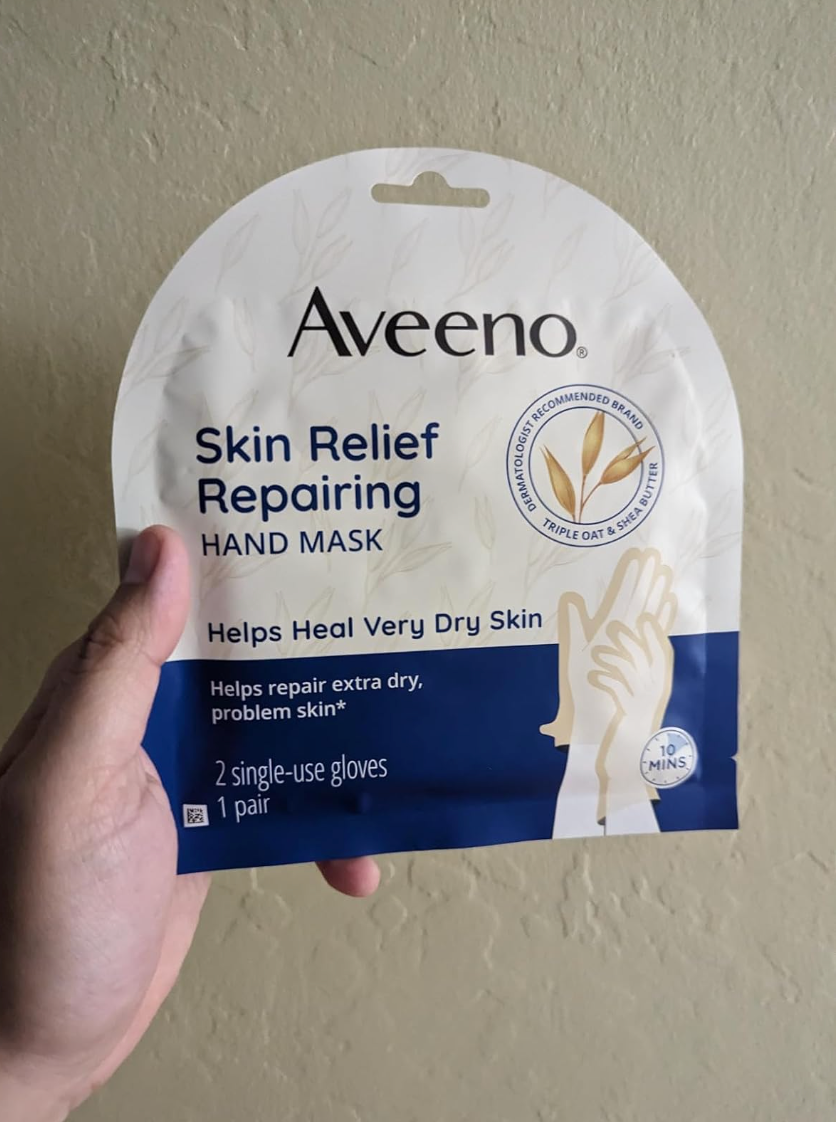 Aveeno®
Skin Relief
Repairing
HAND MASK
DERMATOLOGIST RECOMMENDED BRAND
TRIPLE OAT & SHEA BUTTER
Helps Heal Very Dry Skin
Helps repair extra dry,
problem skin*
2 single-use gloves
1 pair
10
MINS